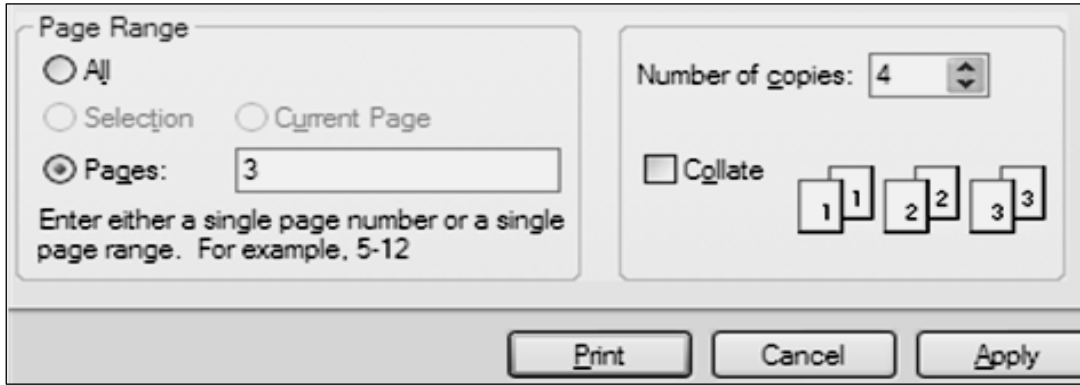 Page Range
All
Selection Current Page
Pages: 3
Enter either a single page number or a single
page range. For example, 5-12
Number of copies: 4
Collate
1 1 2 2 3 3
Print Cancel Apply